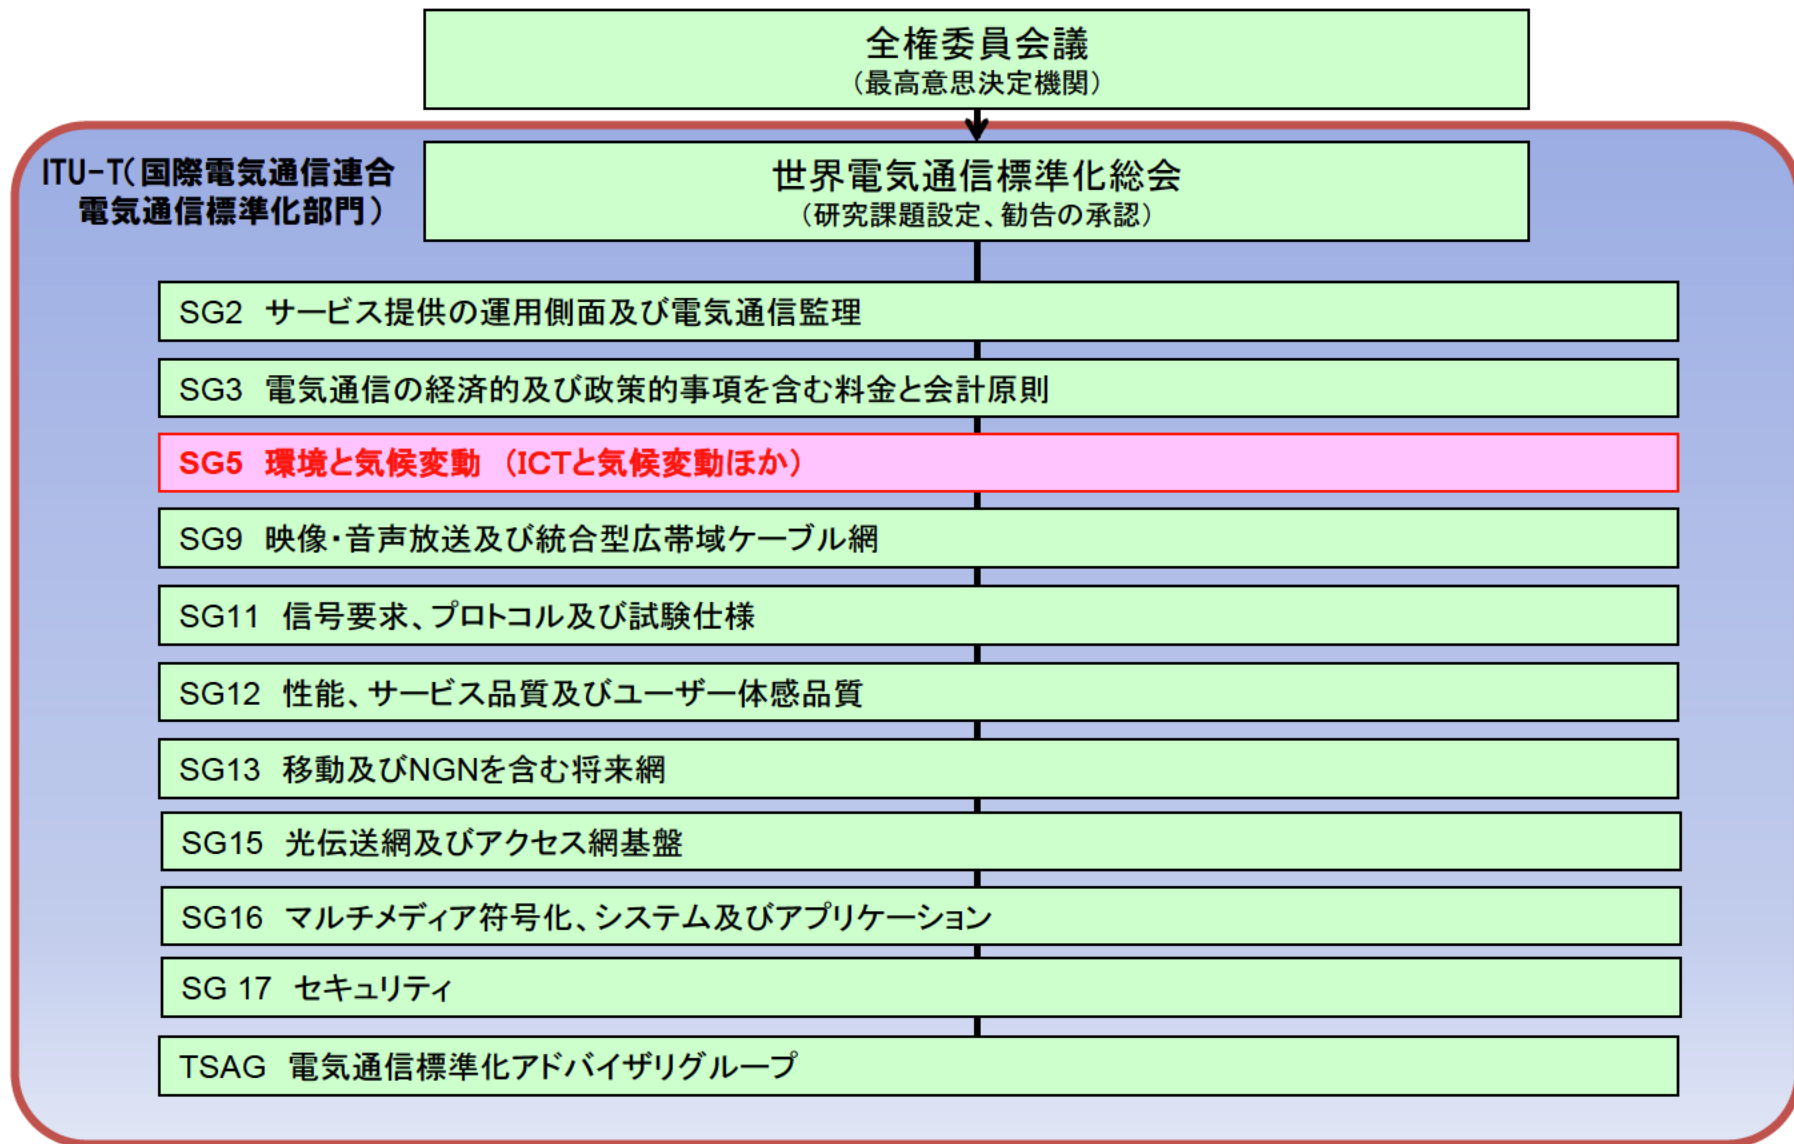 全権委員会議
（最高意思決定機関）
ITU-T（国際電気通信連合
電気通信標準化部門）
世界電気通信標準化総会
（研究課題設定、勧告の承認）
SG2 サービス提供の運用側面及び電気通信監理
SG3 電気通信の経済的及び政策的事項を含む料金と会計原則
SG5 環境と気候変動 （ICTと気候変動ほか）
SG9 映像・音声放送及び統合型広帯域ケーブル網
SG11 信号要求、プロトコル及び試験仕様
SG12 性能、サービス品質及びユーザー体感品質
SG13 移動及びNGNを含む将来網
SG15 光伝送網及びアクセス網基盤
SG16 マルチメディア符号化、システム及びアプリケーション
SG 17 セキュリティ
TSAG 電気通信標準化アドバイザリグループ